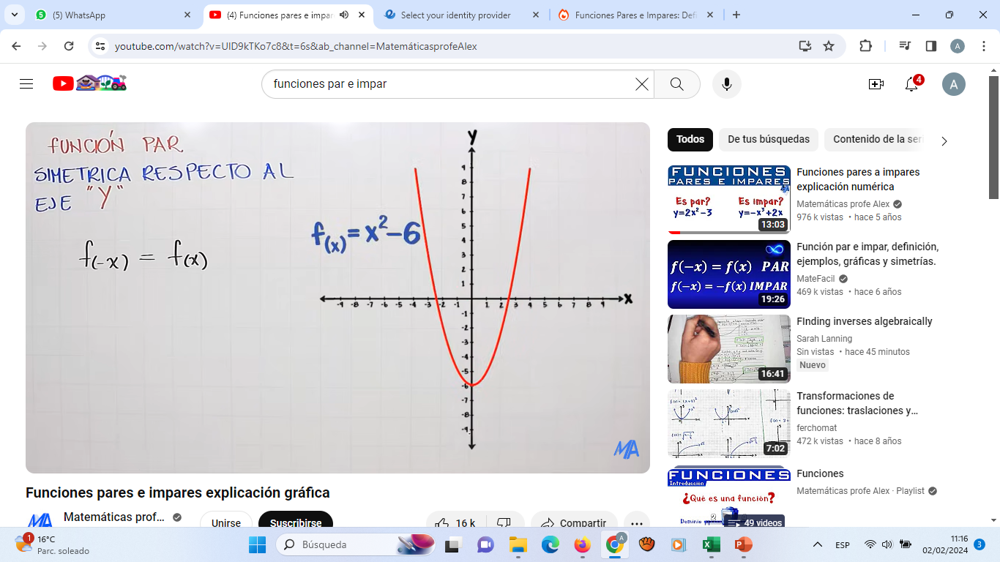 (5) WhatsApp
(4) Funciones pares e impar
Select your identity provider
Funciones Pares e Impares: Defi
youtube.com/watch?v=UID9kTKo7c8&t=6s&ab_channel=MatemáticasprofeAlex
A
funciones par e impar
4
A
FUNCIÓN PAR
SIMETRICA RESPECTO AL
EJE "Y"
f(-x) = f(x)
f(x) = x²-6
Y
9
8
7
6
5
4
3
2
1
-9 -8 -7 -6 -5 -4 -3 -2 -1 1 2 3 4 5 6 7 8 9 X
-1
-2
-3
-4
-5
-6
-7
-8
-9
MA
Funciones pares e impares explicación gráfica
MA
Matemáticas prof...
Unirse
Suscribirse
16 k
Compartir
Todos
De tus búsquedas
Contenido de la seri
FUNCIONES
PARES E IMPARES
Es par? Es impar?
y=2x²-3 y=-x³+2x
13:03
Funciones pares a impares
explicación numérica
Matemáticas profe Alex
976 k vistas • hace 5 años
f(-x) = f(x) PAR
f(-x) = -f(x) IMPAR
19:26
Función par e impar, definición,
ejemplos, gráficas y simetrías.
MateFacil
469 k vistas • hace 6 años
16:41
FInding inverses algebraically
Sarah Lanning
Sin vistas • hace 45 minutos
Nuevo
7:02
Transformaciones de
funciones: traslaciones y...
ferchomat
472 k vistas • hace 8 años
FUNCIONES
Introducción
¿Qué es una función?
Dominio
49 videos
Funciones
Matemáticas profe Alex · Playlist
1
16°C
Parc. soleado
Búsqueda
A
ESP
11:16
02/02/2024
3